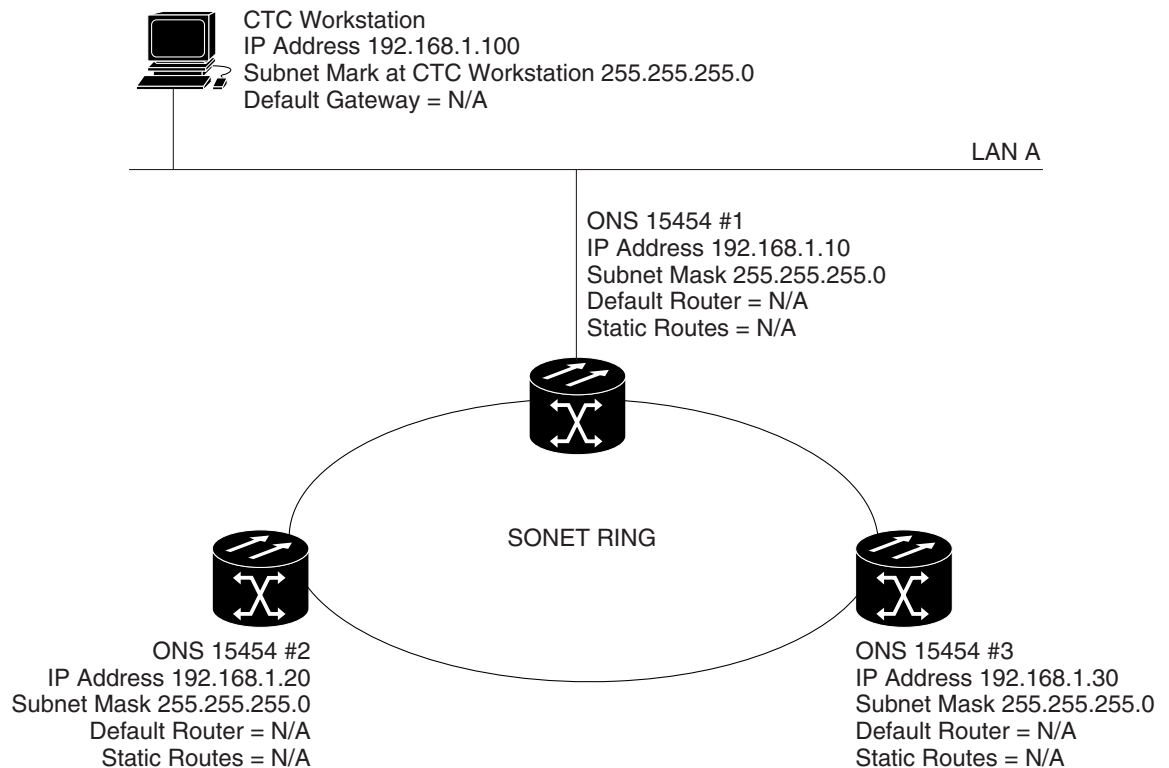 CTC Workstation
IP Address 192.168.1.100
Subnet Mark at CTC Workstation 255.255.255.0
Default Gateway = N/A
LAN A
ONS 15454 #1
IP Address 192.168.1.10
Subnet Mask 255.255.255.0
Default Router = N/A
Static Routes = N/A
SONET RING
ONS 15454 #2
IP Address 192.168.1.20
Subnet Mask 255.255.255.0
Default Router = N/A
Static Routes = N/A
ONS 15454 #3
IP Address 192.168.1.30
Subnet Mask 255.255.255.0
Default Router = N/A
Static Routes = N/A